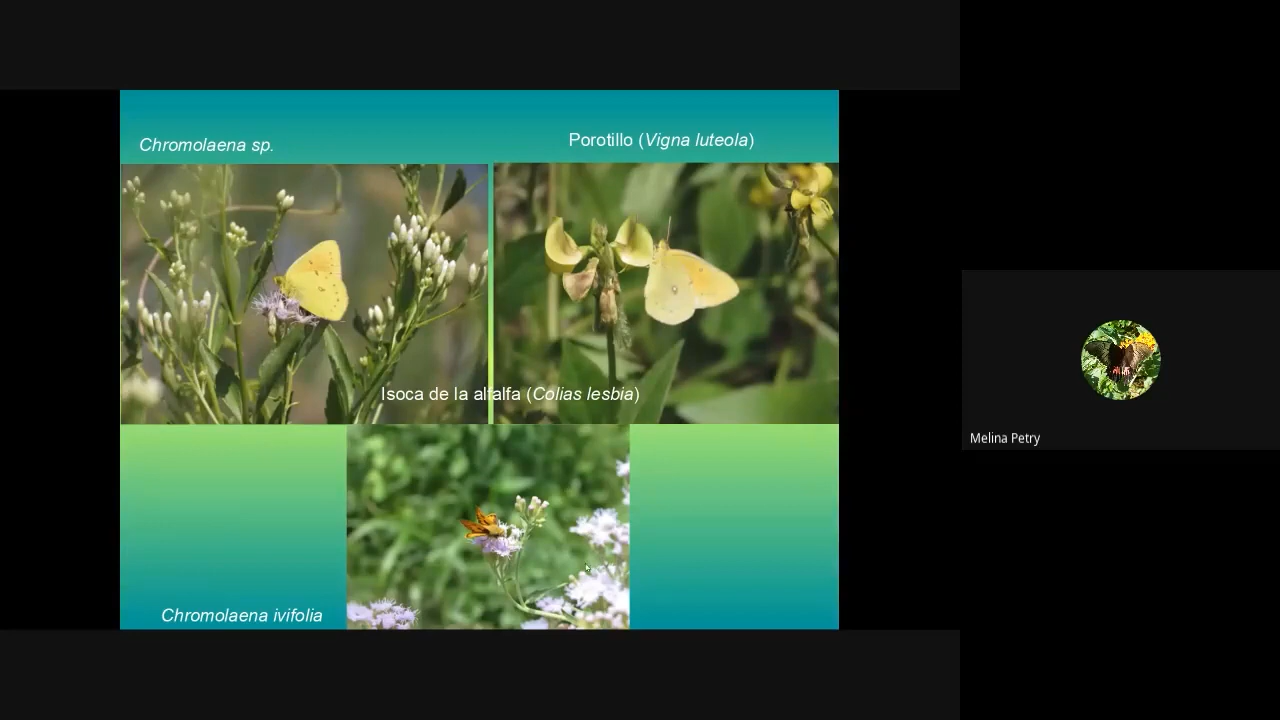 Chromolaena sp.
Porotillo (Vigna luteola)
Isoca de la alfalfa (Colias lesbia)
Chromolaena ivifolia
Melina Petry